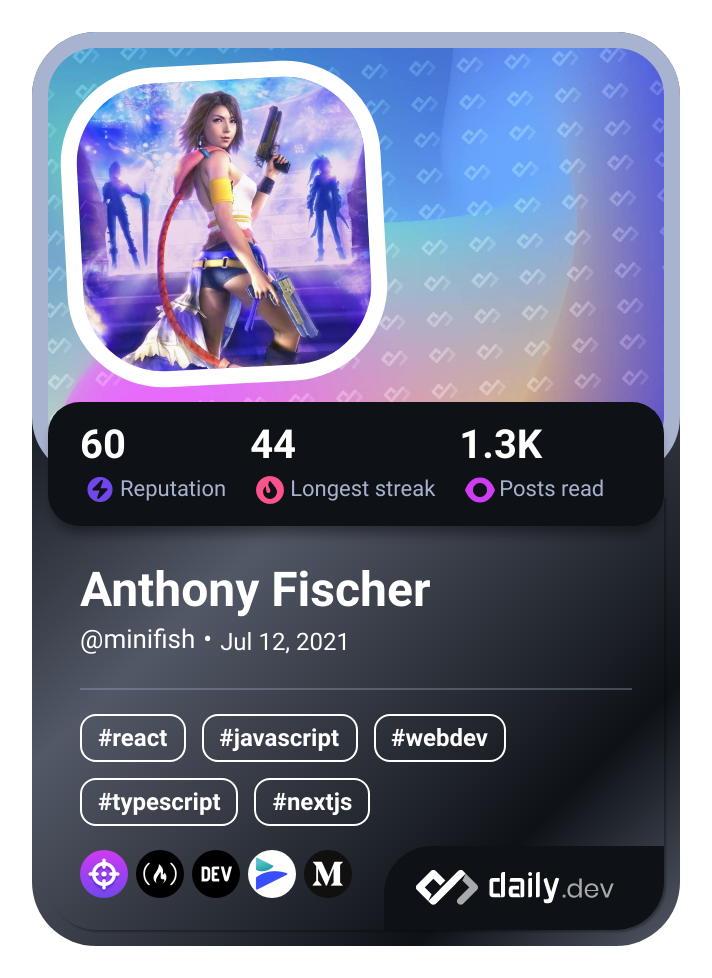 60 44 1.3K
Reputation Longest streak Posts read
Anthony Fischer
@minifish • Jul 12, 2021
#react #javascript #webdev
#typescript #nextjs
DEV M daily.dev